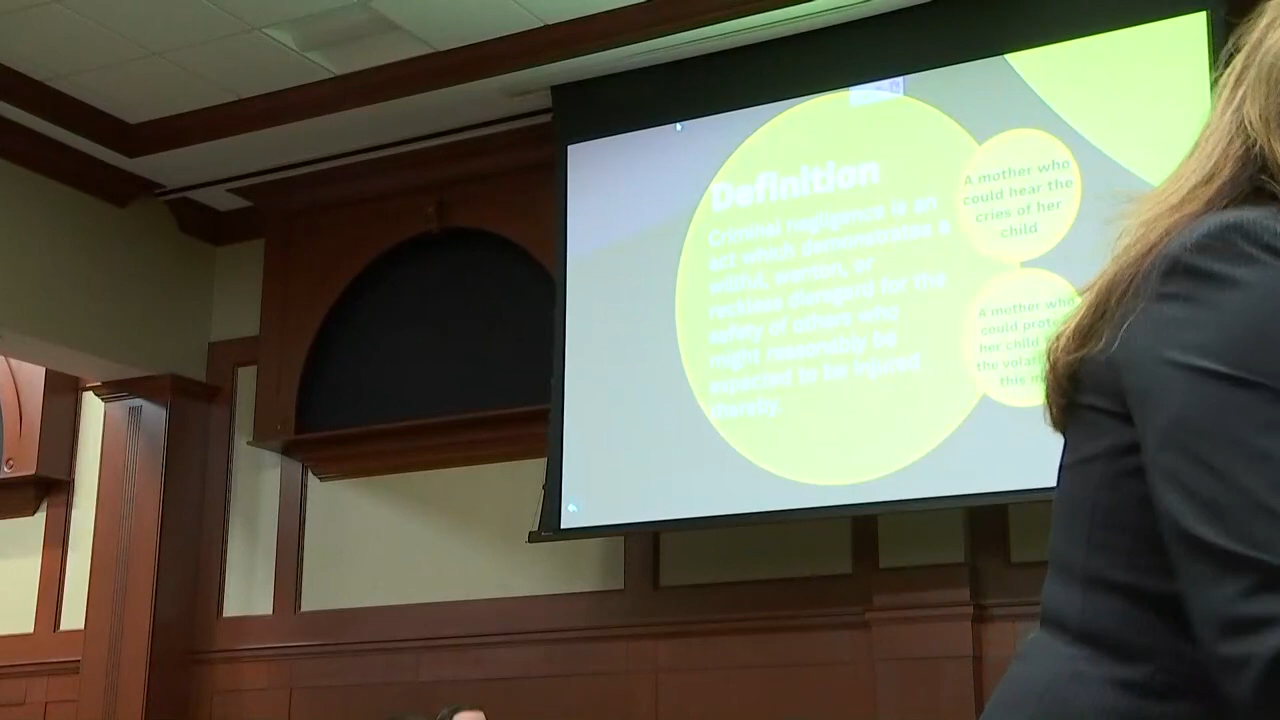 Definition
Criminal negligence is an
act which demonstrates a
willful, wanton, or
reckless disregard for the
safety of others who
might reasonably be
expected to be injured
thereby.
A mother who
could hear the
cries of her
child
A mother who
could
her child
the
this